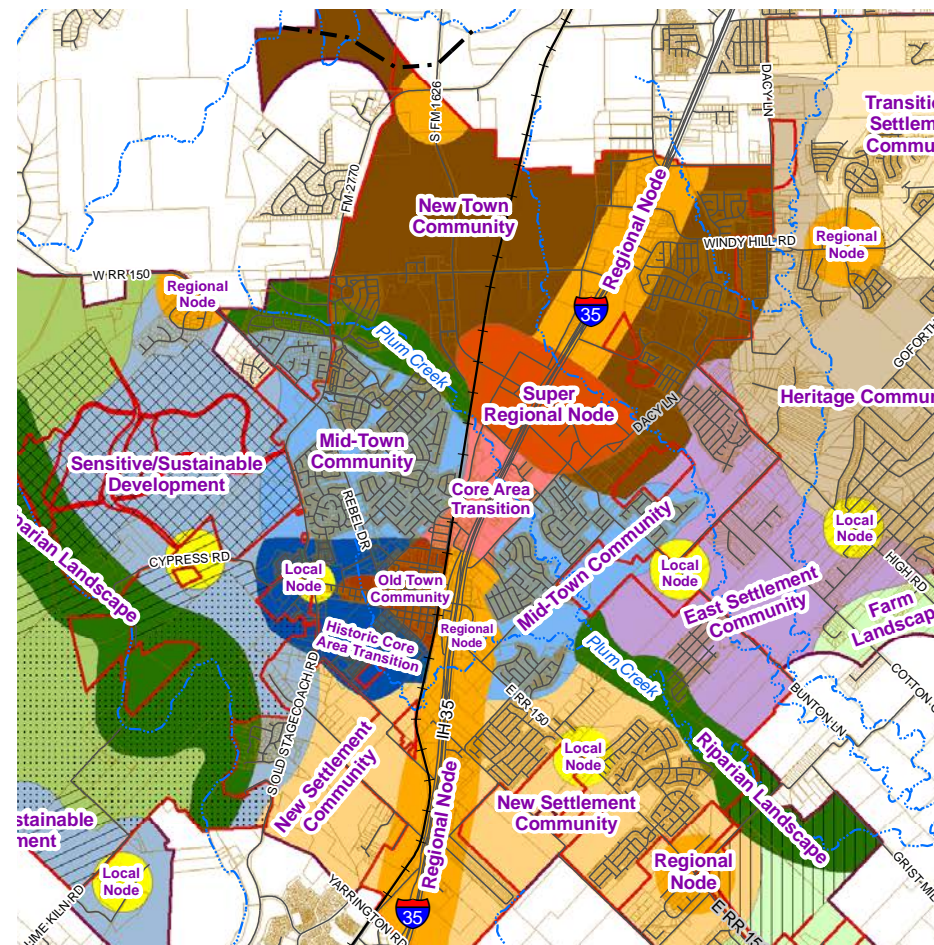 DACY LN
Transitio
Settlem
Commu
S FM 1626
FM 2770
New Town
Community
Regional Node
WINDY HILL RD
Regional
Node
W RR 150
Regional
Node
35
GOFORTH
Plum Creek
Super
Regional Node
DACY LN
Heritage Commun
Mid-Town
Community
Sensitive/Sustainable
Development
Core Area
Transition
REBEL DR
Local
Node
parian Landscape
CYPRESS RD
Local
Node
Old Town
Community
Mid-Town Community
Local
Node
HIGH RD
East Settlement
Community
Farm
Landscap
Historic Core
Area Transition
Regional
Node
Plum Creek
S OLD STAGECOACH RD
E RR 150
COTTON
BUNTON LN
IH 35
New Settlement
Community
Local
Node
Riparian Landscape
New Settlement
Community
Regional Node
stainable
ment
Local
Node
Regional
Node
GRIST MIL
LIME KILN RD
YARRINGTON RD
35
E RR 15